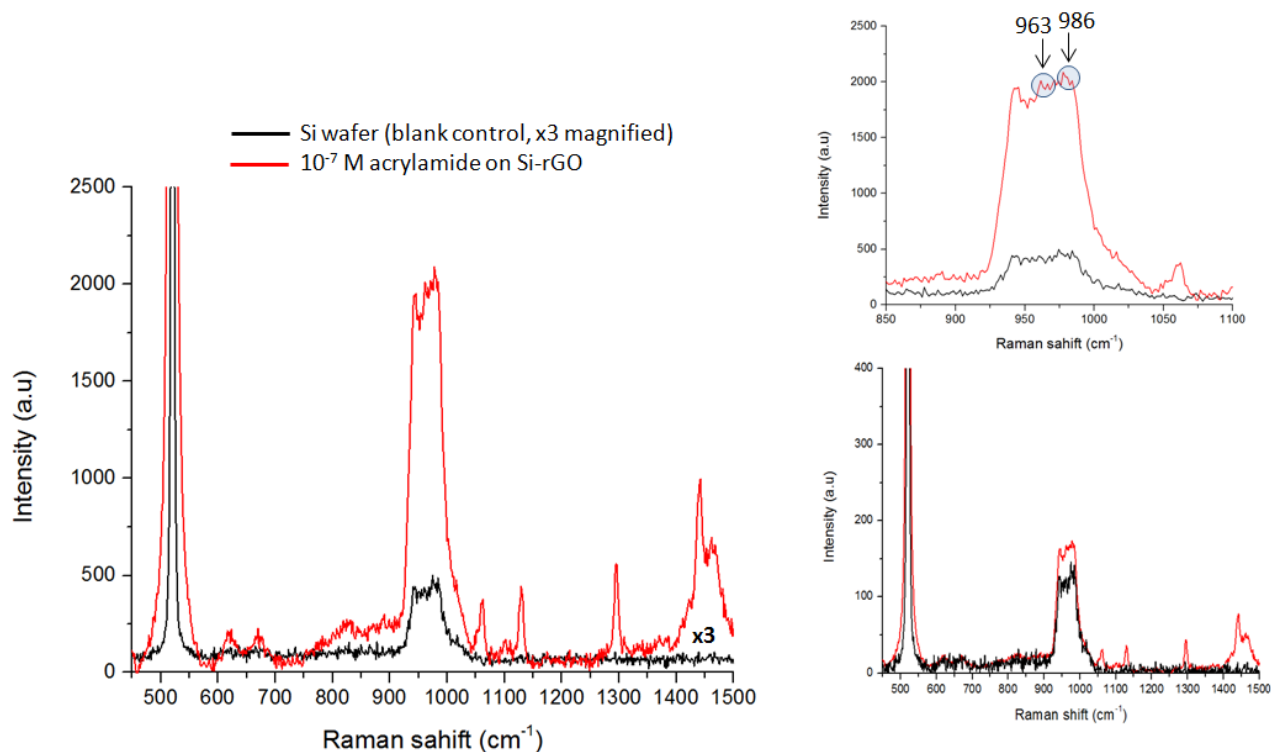 Si wafer (blank control, x3 magnified)
10⁻⁷ M acrylamide on Si-rGO
2500
2000
1500
1000
500
0
Intensity (a.u)
x3
450 500 600 700 800 900 1000 1100 1200 1300 1400 1500
Raman sahift (cm⁻¹)
963 986
2500
2000
1500
1000
500
0
Intensity (a.u)
850 900 950 1000 1050 1100
Raman sahift (cm⁻¹)
400
300
200
100
0
Intensity (a.u)
450 500 600 700 800 900 1000 1100 1200 1300 1400 1500
Raman shift (cm⁻¹)